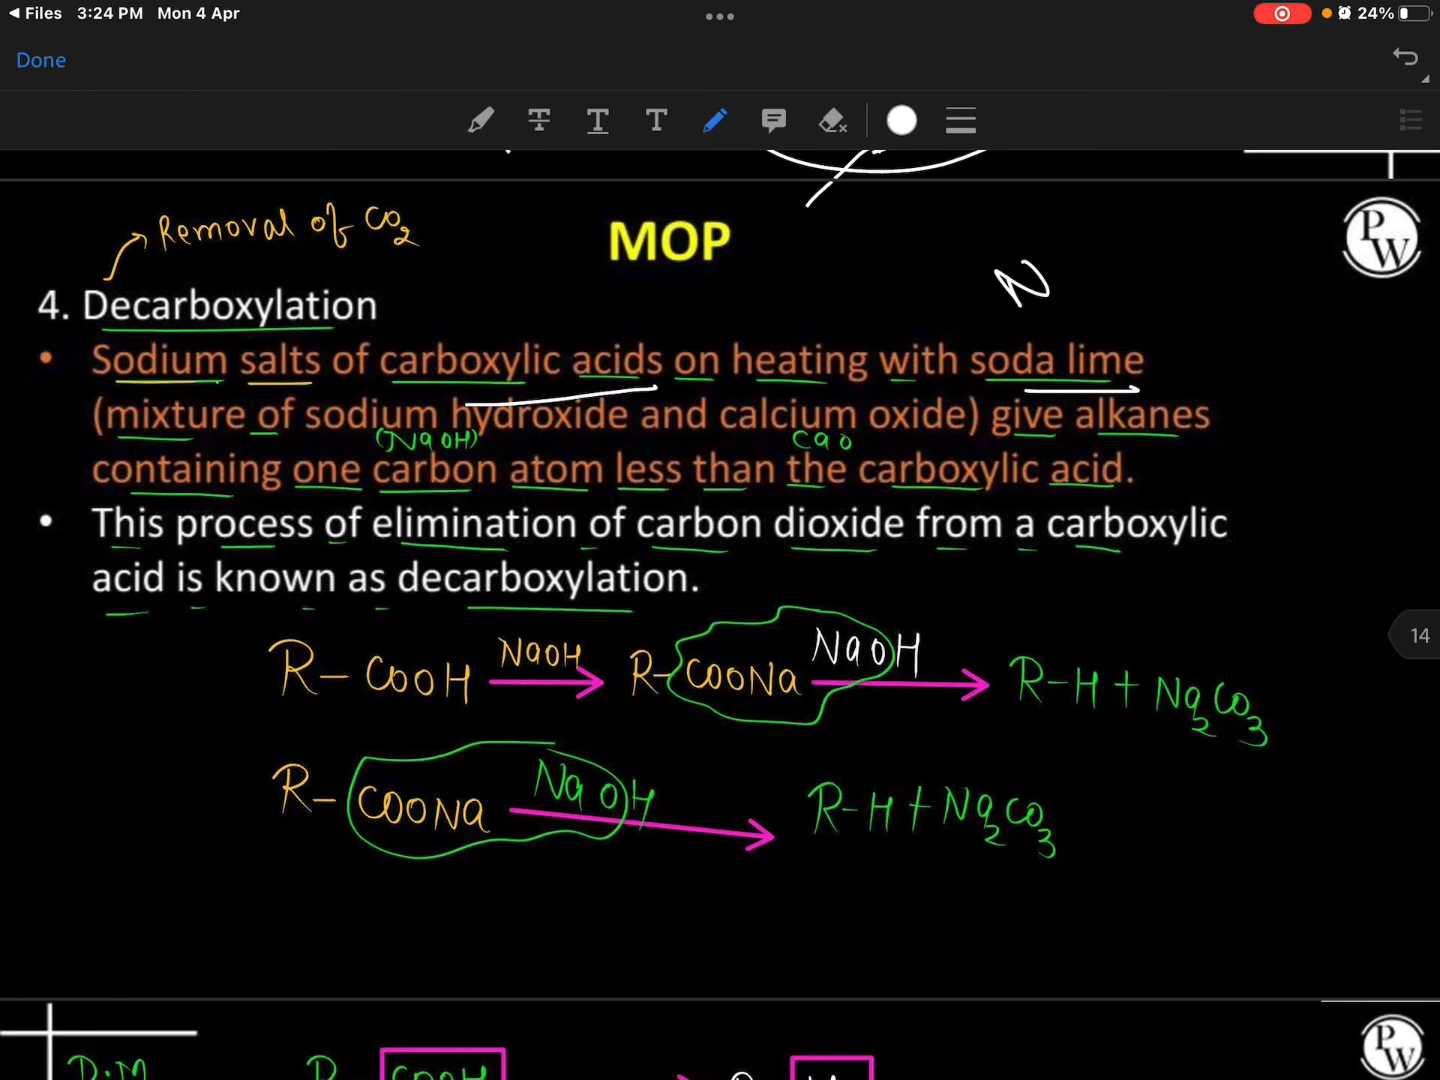 Files 3:24 PM Mon 4 Apr 24%
Done
T T T
Removal of CO2
MOP
PW
N
4. Decarboxylation
• Sodium salts of carboxylic acids on heating with soda lime
(mixture of sodium hydroxide and calcium oxide) give alkanes
(NaOH) CaO
containing one carbon atom less than the carboxylic acid.
• This process of elimination of carbon dioxide from a carboxylic
acid is known as decarboxylation.
14
R-COOH NaOH R-COONa NaOH R-H + Na2CO3
R-COONa NaOH R-H + Na2CO3
PW
R COOH